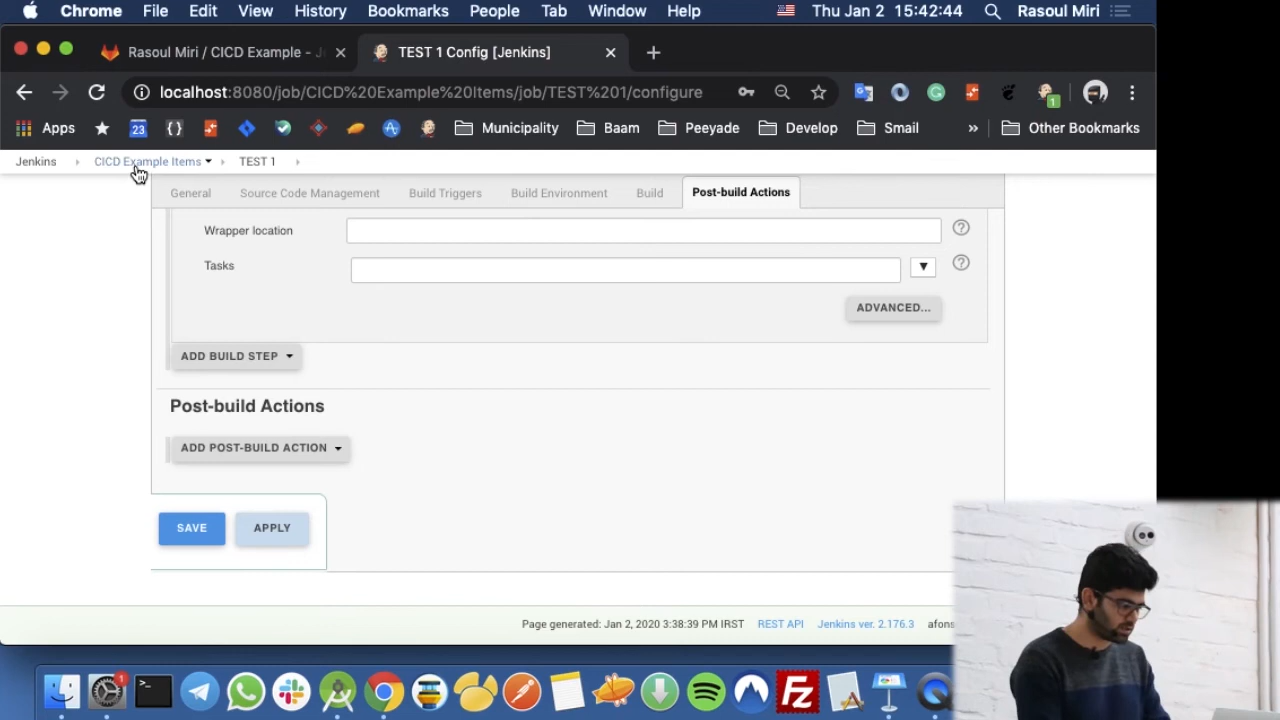 Chrome File Edit View History Bookmarks People Tab Window Help Thu Jan 2 15:42:44 Rasoul Miri
Rasoul Miri / CICD Example - TEST 1 Config [Jenkins]
localhost:8080/job/CICD%20Example%20Items/job/TEST%201/configure
1
Apps 23 {} Municipality Baam Peeyade Develop Smail » Other Bookmarks
Jenkins CICD Example Items TEST 1
General Source Code Management Build Triggers Build Environment Build Post-build Actions
Wrapper location
Tasks
ADVANCED...
ADD BUILD STEP
Post-build Actions
ADD POST-BUILD ACTION
SAVE APPLY
Page generated: Jan 2, 2020 3:38:39 PM IRST REST API Jenkins ver. 2.176.3 afons
1
Fz